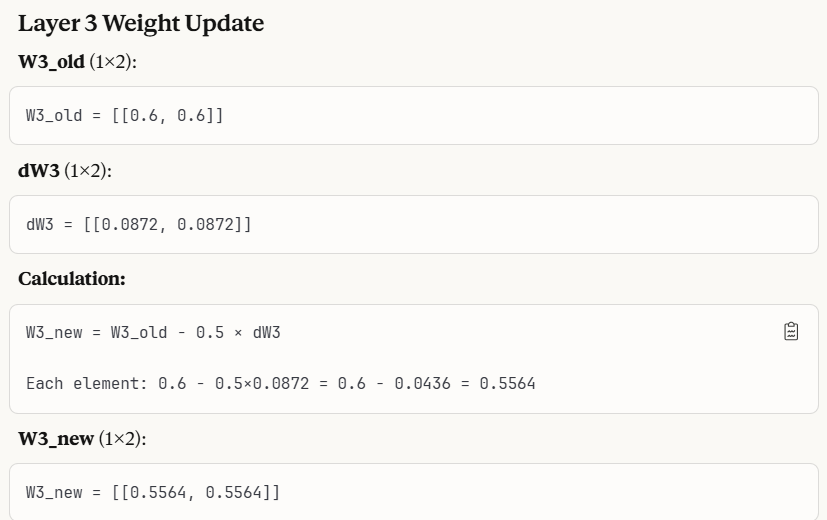 Layer 3 Weight Update
W3_old (1×2):
W3_old = [[0.6, 0.6]]
dW3 (1×2):
dW3 = [[0.0872, 0.0872]]
Calculation:
W3_new = W3_old - 0.5 × dW3
Each element: 0.6 - 0.5×0.0872 = 0.6 - 0.0436 = 0.5564
W3_new (1×2):
W3_new = [[0.5564, 0.5564]]